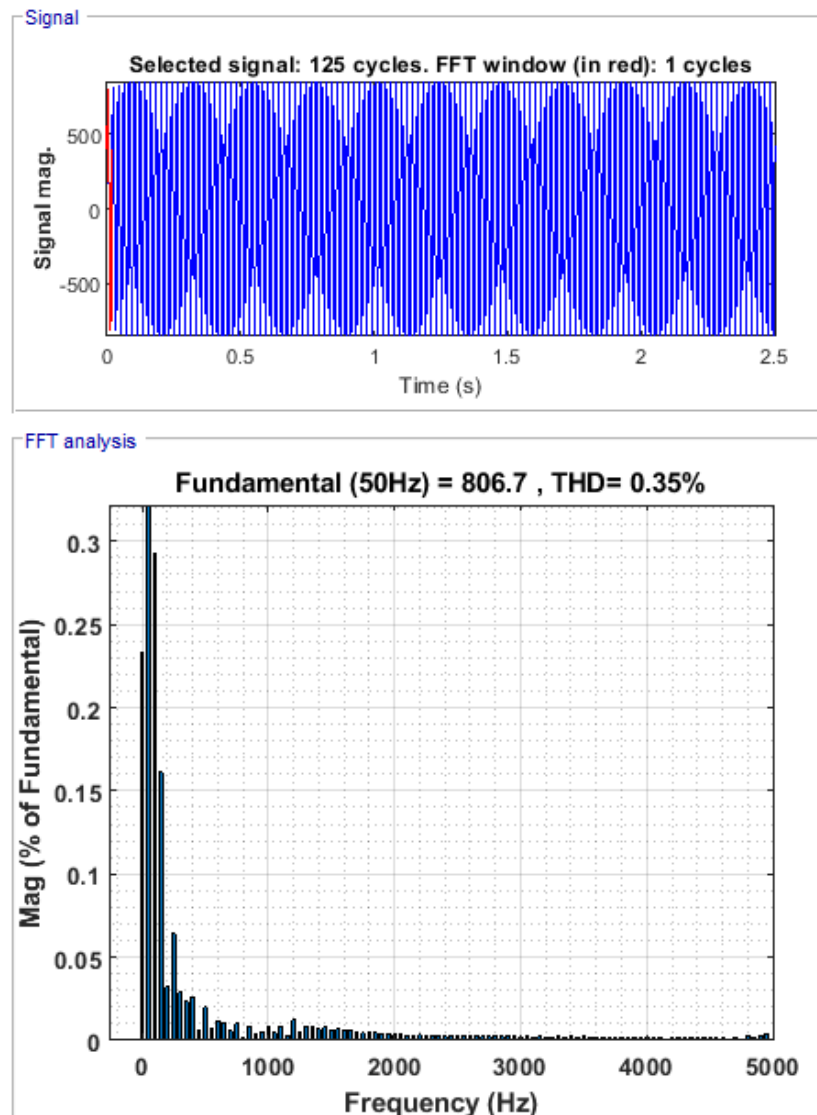 Signal
Selected signal: 125 cycles. FFT window (in red): 1 cycles
500
0
-500
Signal mag.
0 0.5 1 1.5 2 2.5
Time (s)
FFT analysis
Fundamental (50Hz) = 806.7 , THD= 0.35%
0.3
0.25
0.2
0.15
0.1
0.05
0
Mag (% of Fundamental)
0 1000 2000 3000 4000 5000
Frequency (Hz)